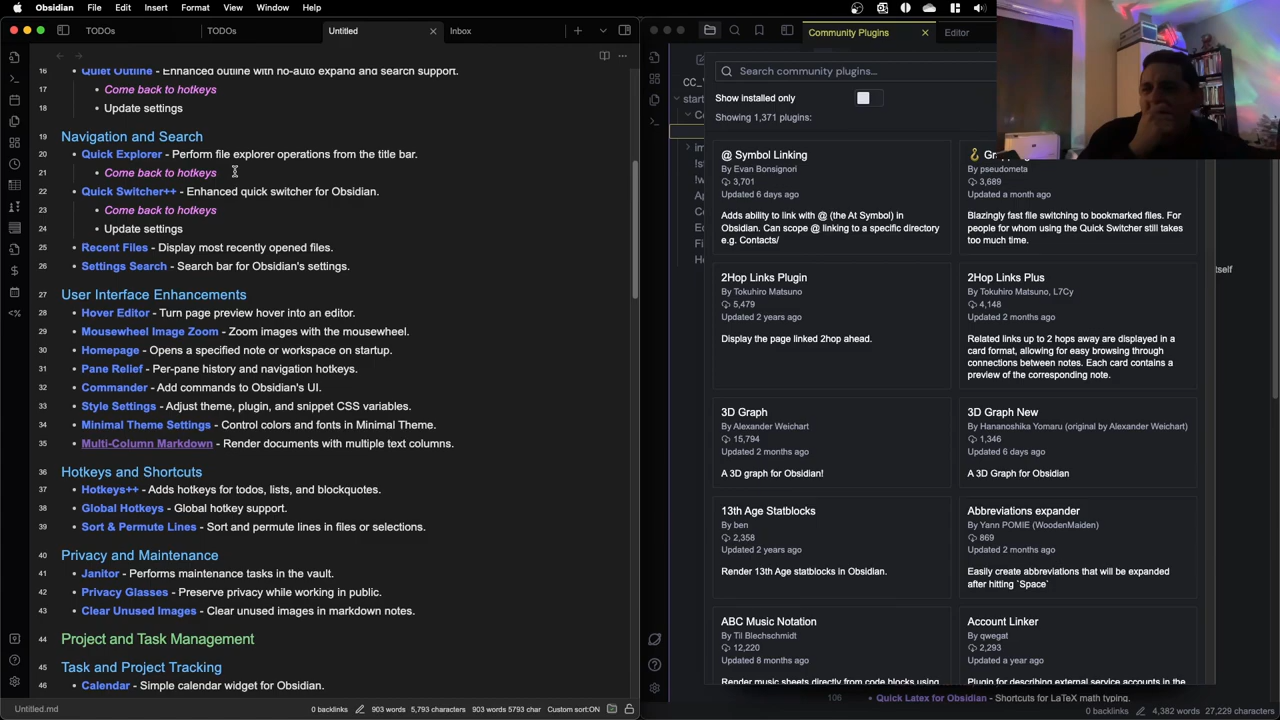 Obsidian File Edit Insert Format View Window Help
TODOs TODOs Untitled Inbox
16 Quiet Outline - Enhanced outline with no-auto expand and search support.
17 Come back to hotkeys
18 Update settings
19 Navigation and Search
20 Quick Explorer - Perform file explorer operations from the title bar.
21 Come back to hotkeys
22 Quick Switcher++ - Enhanced quick switcher for Obsidian.
23 Come back to hotkeys
24 Update settings
25 Recent Files - Display most recently opened files.
26 Settings Search - Search bar for Obsidian's settings.
27 User Interface Enhancements
28 Hover Editor - Turn page preview hover into an editor.
29 Mousewheel Image Zoom - Zoom images with the mousewheel.
30 Homepage - Opens a specified note or workspace on startup.
31 Pane Relief - Per-pane history and navigation hotkeys.
32 Commander - Add commands to Obsidian's UI.
33 Style Settings - Adjust theme, plugin, and snippet CSS variables.
34 Minimal Theme Settings - Control colors and fonts in Minimal Theme.
35 Multi-Column Markdown - Render documents with multiple text columns.
36 Hotkeys and Shortcuts
37 Hotkeys++ - Adds hotkeys for todos, lists, and blockquotes.
38 Global Hotkeys - Global hotkey support.
39 Sort & Permute Lines - Sort and permute lines in files or selections.
40 Privacy and Maintenance
41 Janitor - Performs maintenance tasks in the vault.
42 Privacy Glasses - Preserve privacy while working in public.
43 Clear Unused Images - Clear unused images in markdown notes.
44 Project and Task Management
45 Task and Project Tracking
46 Calendar - Simple calendar widget for Obsidian.
Untitled.md
0 backlinks 903 words 5,793 characters 903 words 5793 char Custom sort:ON
Community Plugins Editor
Search community plugins...
Show installed only
Showing 1,371 plugins:
@ Symbol Linking
By Evan Bonsignori
3,701
Updated 6 days ago
Adds ability to link with @ (the At Symbol) in
Obsidian. Can scope @ linking to a specific directory
e.g. Contacts/
By pseudometa
3,689
Updated a month ago
Blazingly fast file switching to bookmarked files. For
people for whom using the Quick Switcher still takes
too much time.
2Hop Links Plugin
By Tokuhiro Matsuno
5,479
Updated 2 years ago
Display the page linked 2hop ahead.
2Hop Links Plus
By Tokuhiro Matsuno, L7Cy
4,148
Updated 2 months ago
Related links up to 2 hops away are displayed in a
card format, allowing for easy browsing through
connections between notes. Each card contains a
preview of the corresponding note.
3D Graph
By Alexander Weichart
15,794
Updated 2 months ago
A 3D graph for Obsidian!
3D Graph New
By Hananoshika Yomaru (original by Alexander Weichart)
1,346
Updated 6 days ago
A 3D Graph for Obsidian
13th Age Statblocks
By ben
2,358
Updated 2 years ago
Render 13th Age statblocks in Obsidian.
Abbreviations expander
By Yann POMIE (WoodenMaiden)
869
Updated 2 months ago
Easily create abbreviations that will be expanded
after hitting `Space`
ABC Music Notation
By Til Blechschmidt
12,220
Updated 8 months ago
Render music sheets directly from code blocks using
Account Linker
By qwegat
2,293
Updated a year ago
Plugin for describing external service accounts in the
106 Quick Latex for Obsidian - Shortcuts for LaTeX math typing.
0 backlinks 4,382 words 27,229 characters